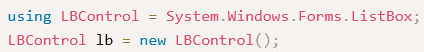 using LBControl = System.Windows.Forms.ListBox;
LBControl lb = new LBControl();